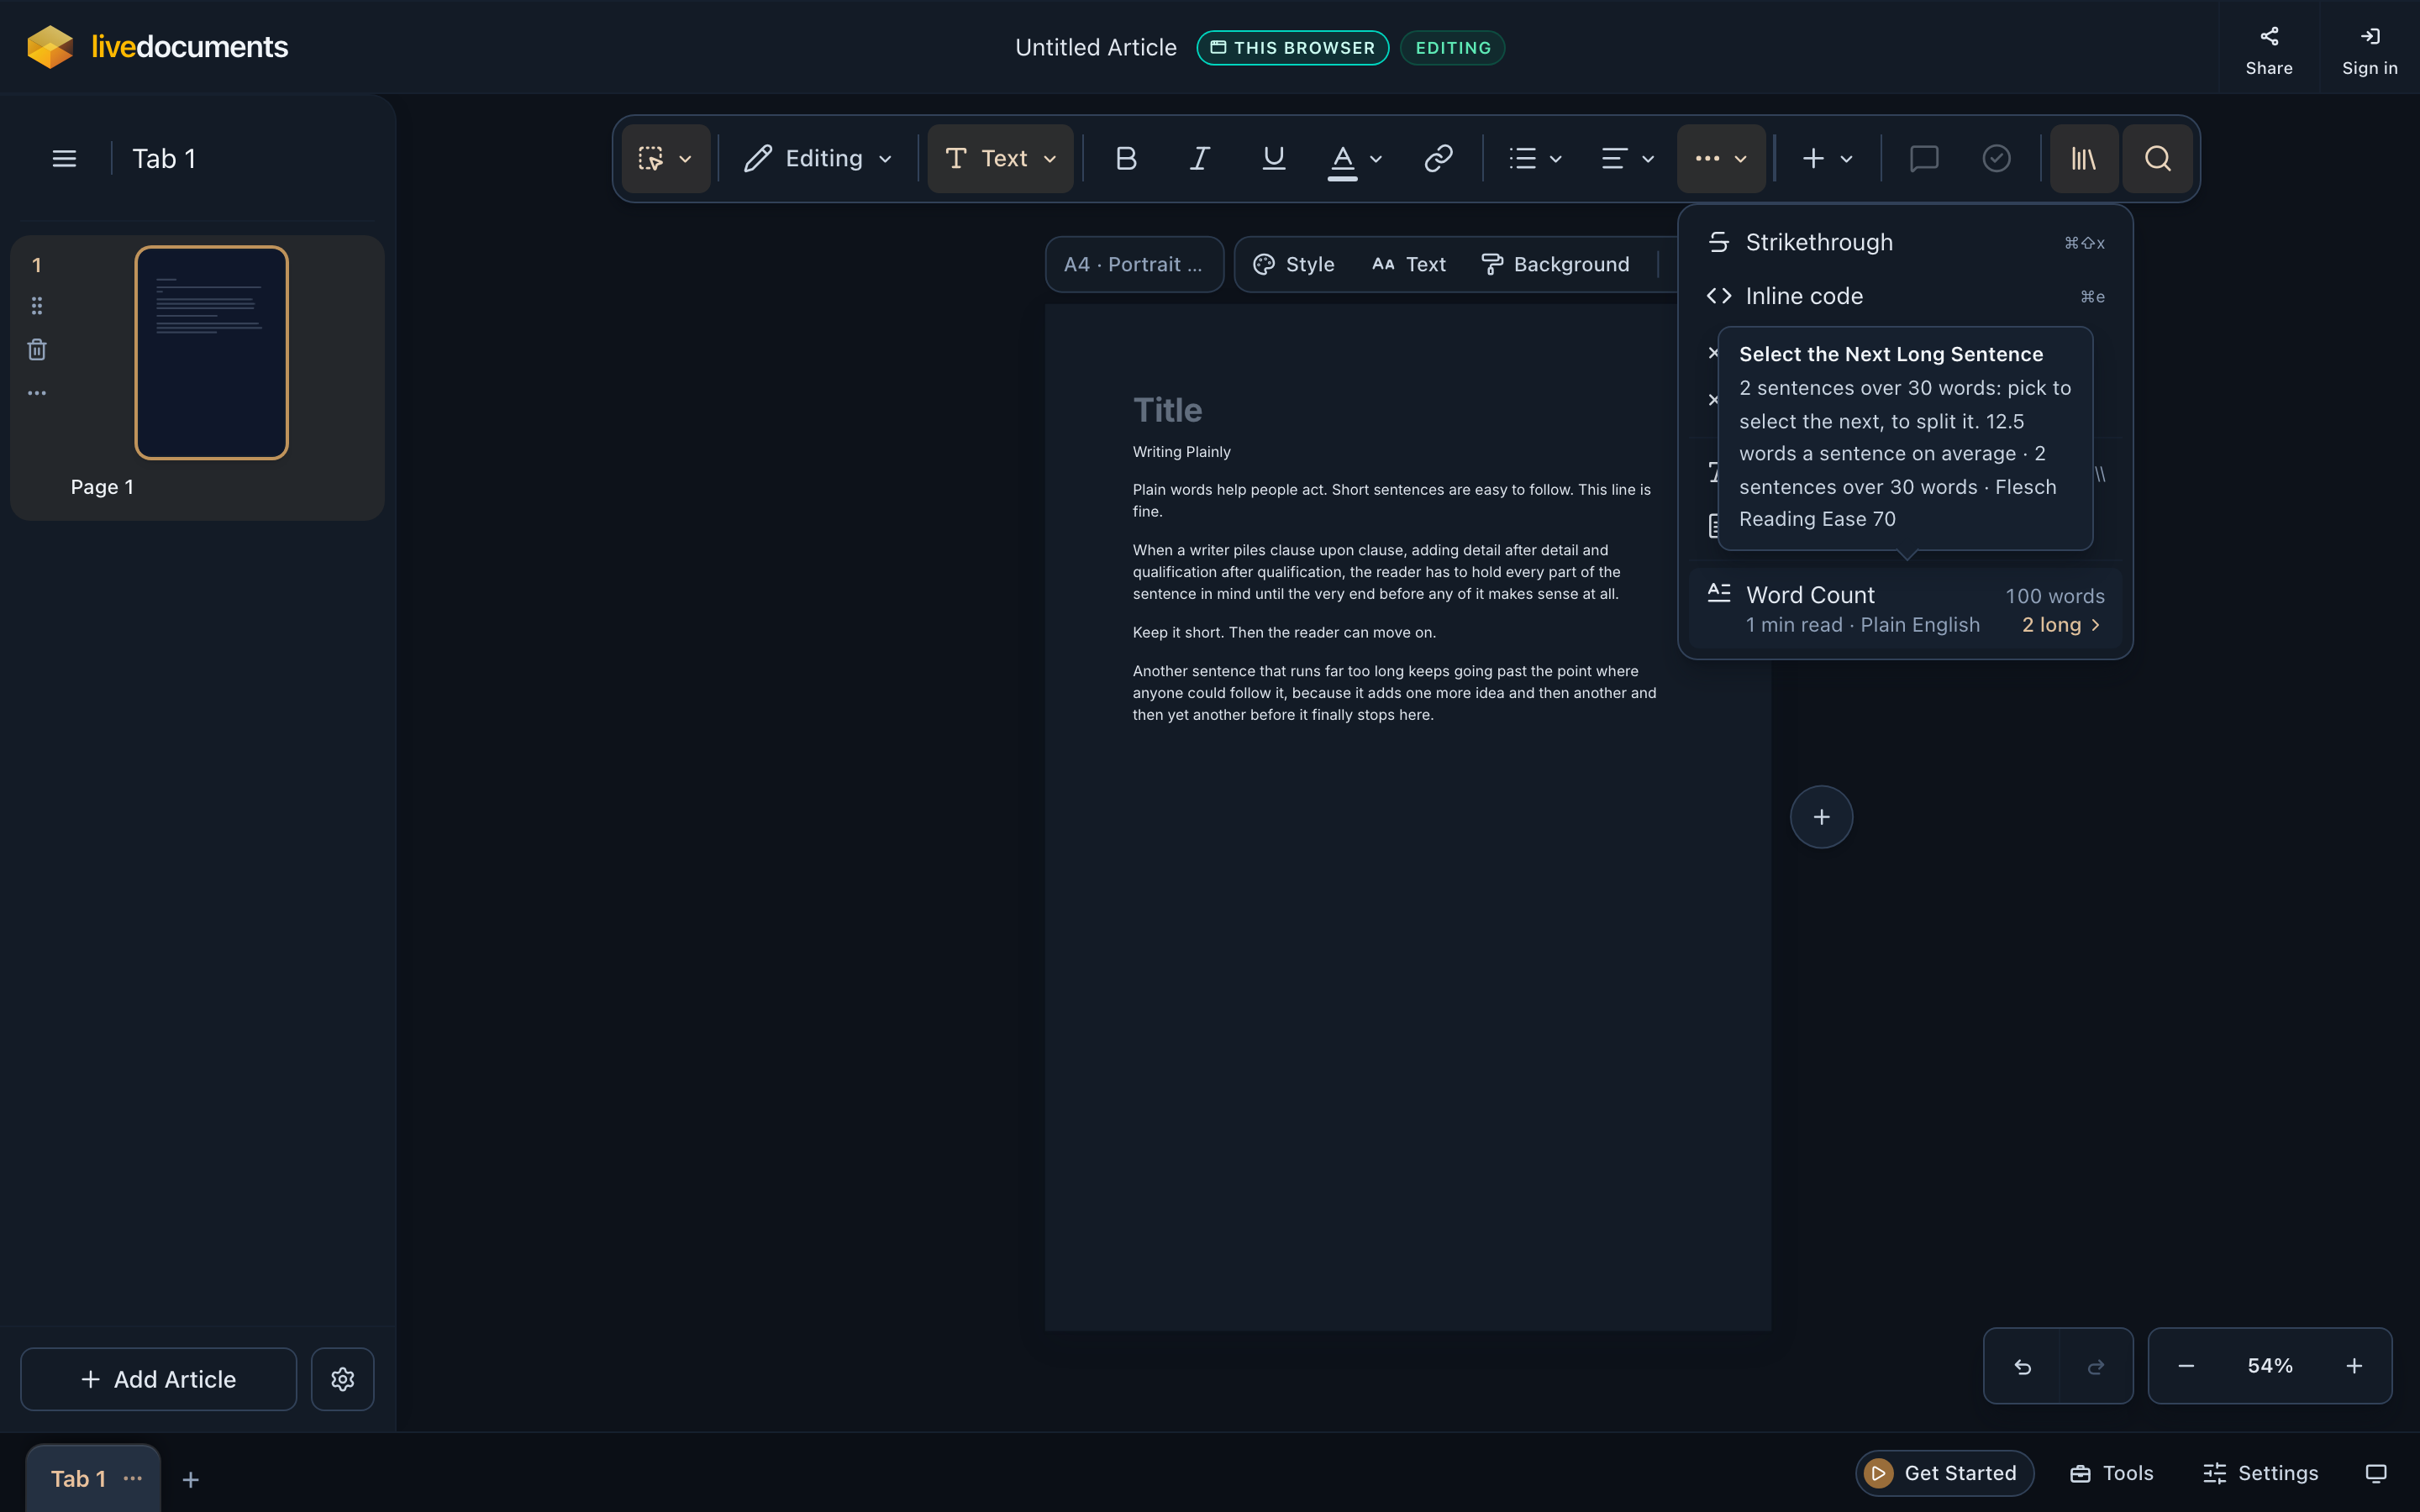 livedocuments
Untitled Article
THIS BROWSER
EDITING
Share
Sign in
Tab 1
Editing
Text
1
Page 1
A4 · Portrait ...
Style
Text
Background
Strikethrough ⌘⇧x
Inline code ⌘e
Select the Next Long Sentence
2 sentences over 30 words: pick to
select the next, to split it. 12.5
words a sentence on average · 2
sentences over 30 words · Flesch
Reading Ease 70
Word Count 100 words
1 min read · Plain English 2 long
Title
Writing Plainly
Plain words help people act. Short sentences are easy to follow. This line is
fine.
When a writer piles clause upon clause, adding detail after detail and
qualification after qualification, the reader has to hold every part of the
sentence in mind until the very end before any of it makes sense at all.
Keep it short. Then the reader can move on.
Another sentence that runs far too long keeps going past the point where
anyone could follow it, because it adds one more idea and then another and
then yet another before it finally stops here.
Add Article
54%
Tab 1
Get Started
Tools
Settings